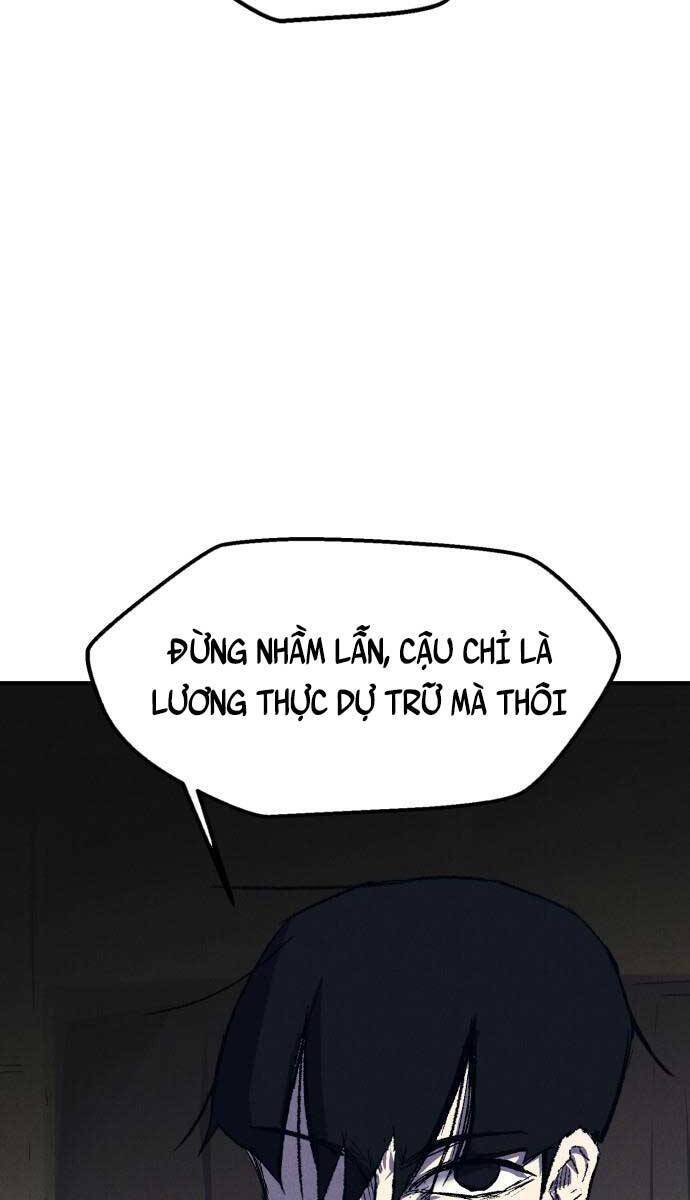 ĐỪNG NHẦM LẪN, CẬU CHỈ LÀ
LƯƠNG THỰC DỰ TRỮ MÀ THÔI